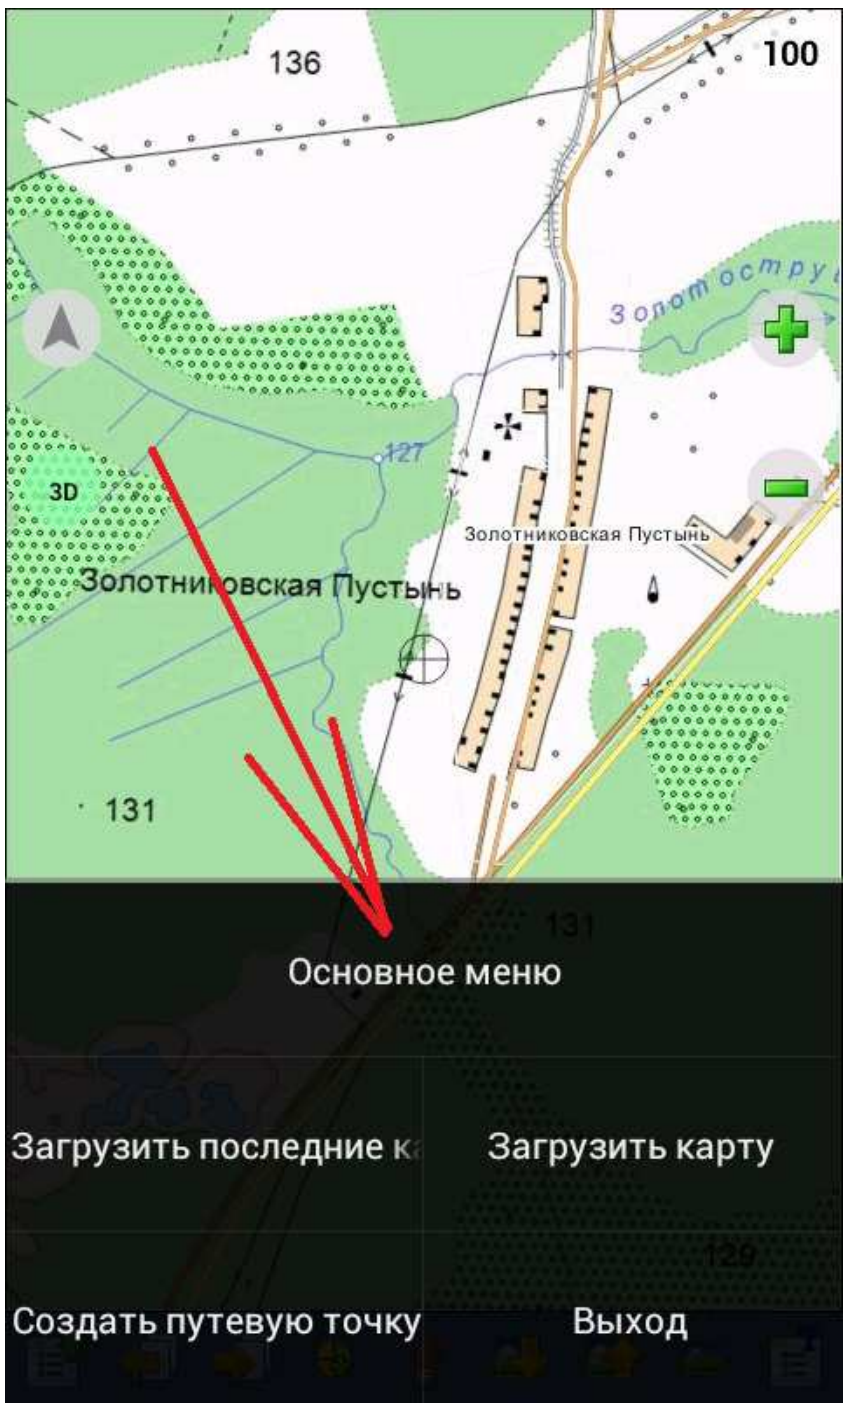 136
100
Золотоструй
127
3D
Золотниковская Пустынь
Золотниковская Пустынь
131
131
Основное меню
Загрузить последние ка
Загрузить карту
129
Создать путевую точку
Выход